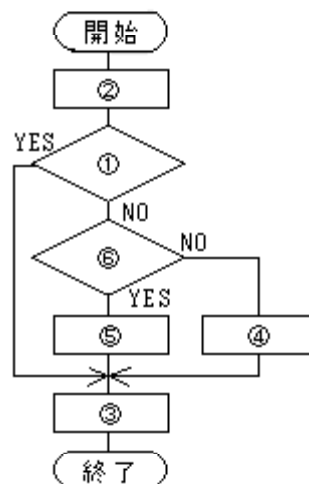 開始
②
YES
①
NO
⑥
NO
YES
⑤
④
③
終了